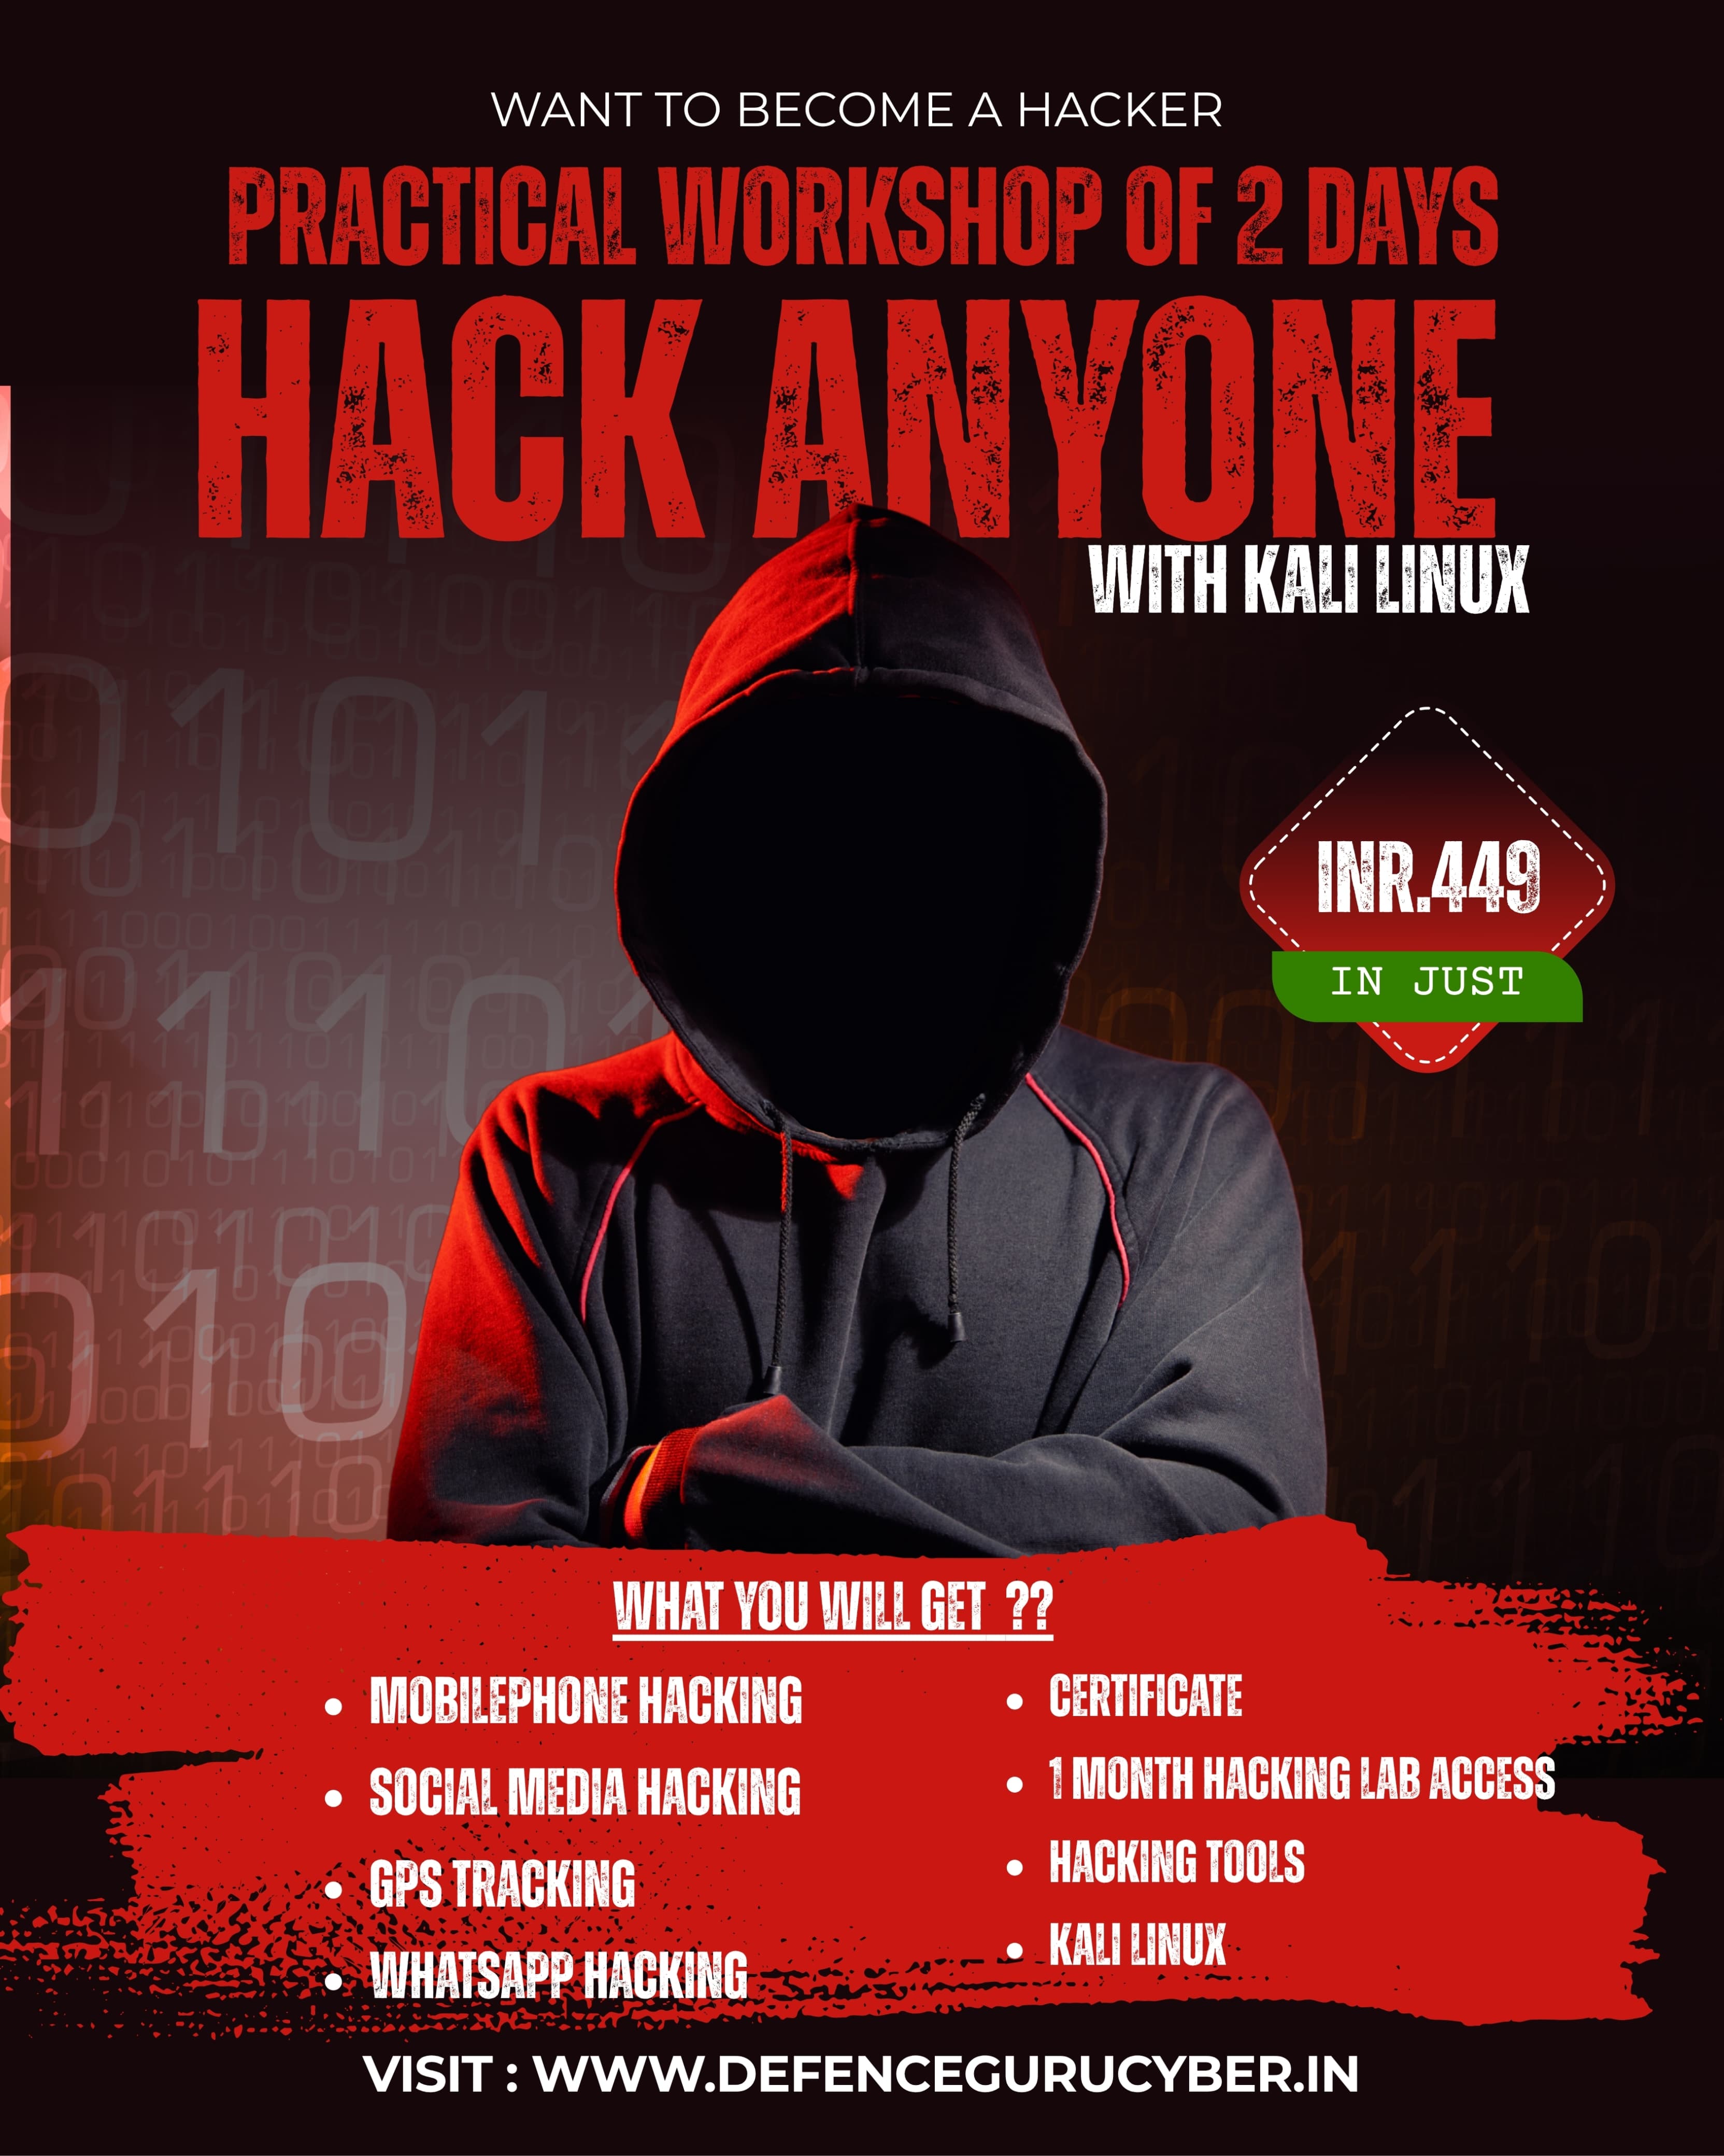 WANT TO BECOME A HACKER
PRACTICAL WORKSHOP OF 2 DAYS
HACK ANYONE
WITH KALI LINUX
INR.449
IN JUST
WHAT YOU WILL GET ??
• MOBILEPHONE HACKING
• SOCIAL MEDIA HACKING
• GPS TRACKING
• WHATSAPP HACKING
• CERTIFICATE
• 1 MONTH HACKING LAB ACCESS
• HACKING TOOLS
• KALI LINUX
VISIT : WWW.DEFENCEGURUCYBER.IN